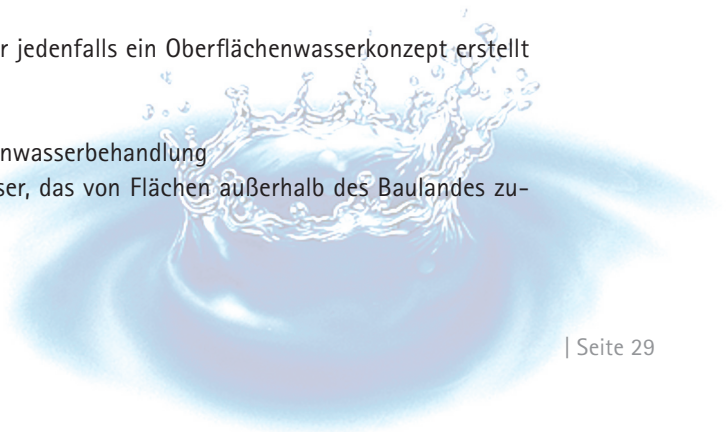 r jedenfalls ein Oberflächenwasserkonzept erstellt
nwasserbehandlung
ser, das von Flächen außerhalb des Baulandes zu-
| Seite 29